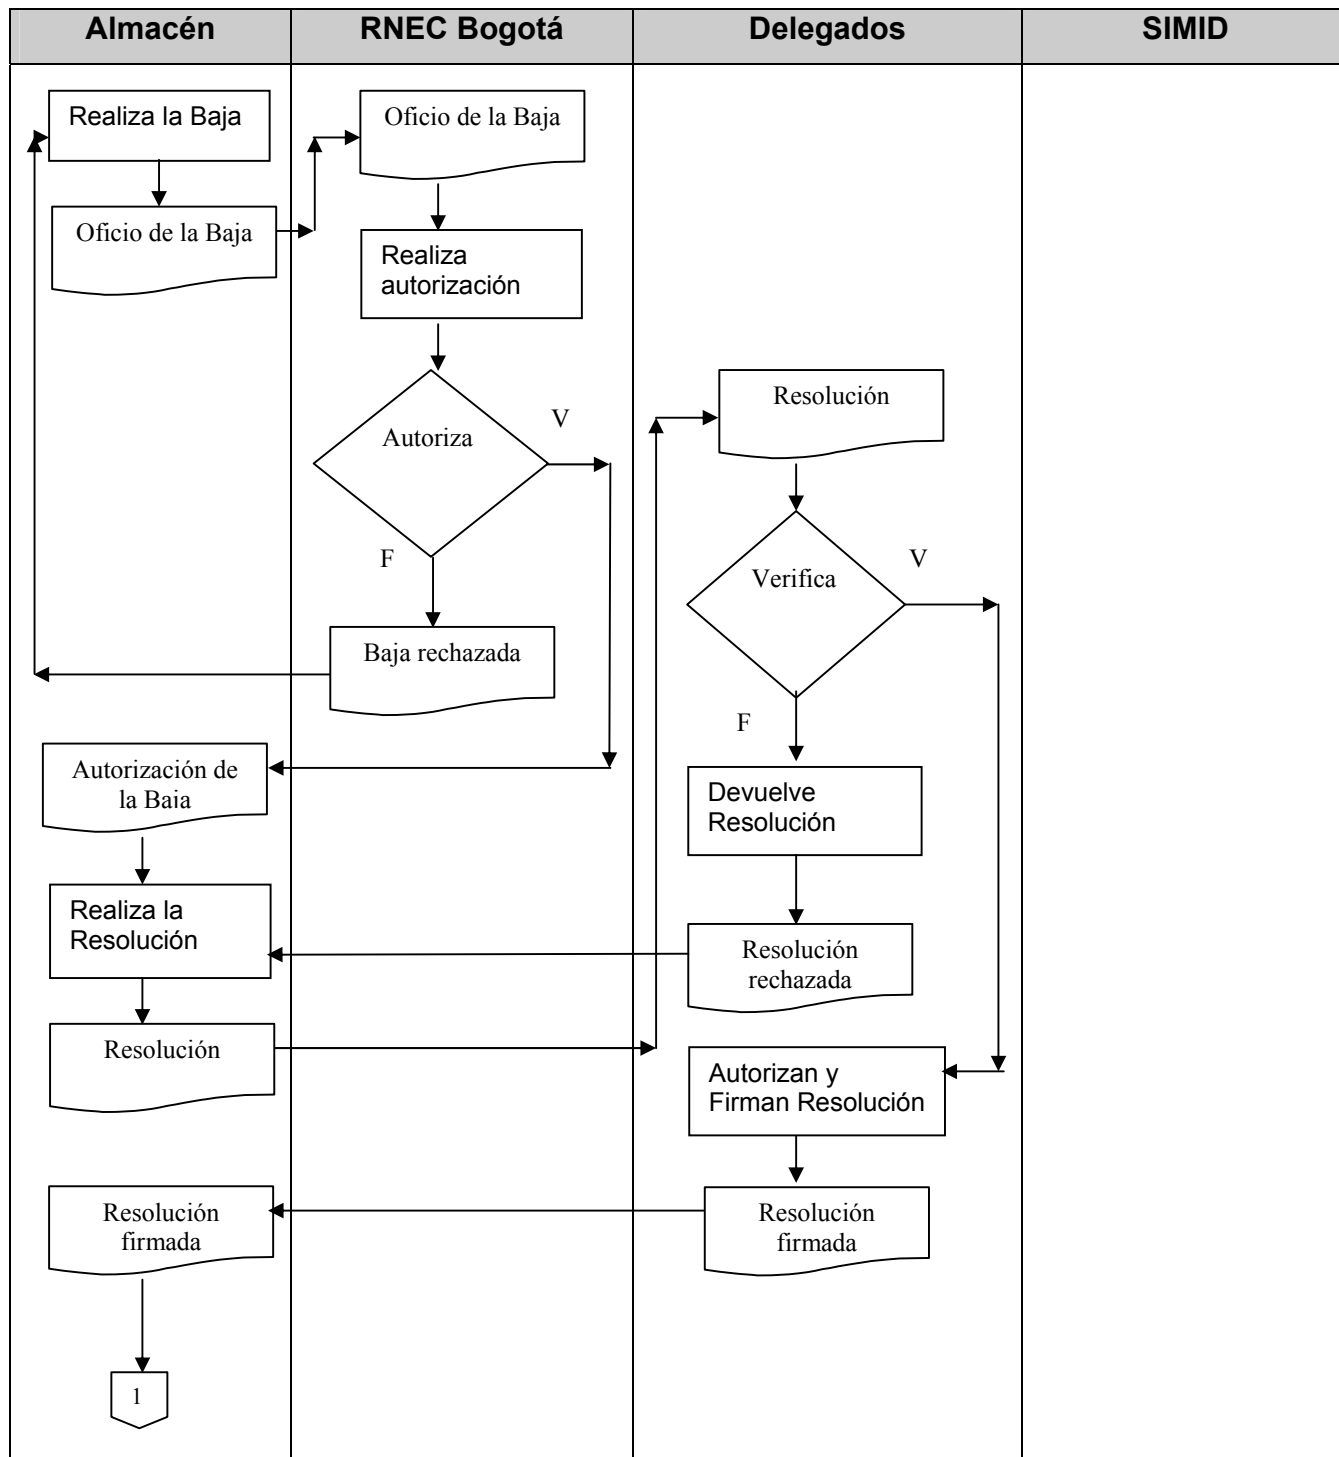 Almacén
RNEC Bogotá
Delegados
SIMID
Realiza la Baja
Oficio de la Baja
Oficio de la Baja
Realiza
autorización
Autoriza
V
F
Baja rechazada
Autorización de
la Baja
Realiza la
Resolución
Resolución
Resolución
Verifica
V
F
Devuelve
Resolución
Resolución
rechazada
Autorizan y
Firman Resolución
Resolución
firmada
Resolución
firmada
1